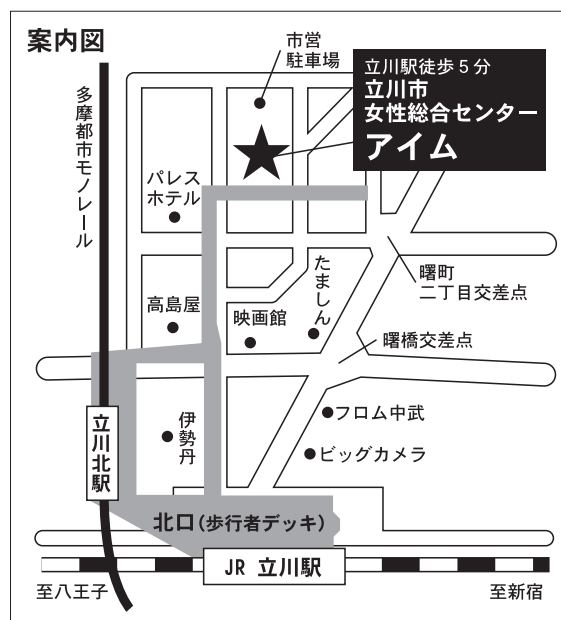 案内図
市営
駐車場
立川駅徒歩5分
立川市
女性総合センター
アイム
多摩都市モノレール
パレス
ホテル
曙町
二丁目交差点
たましん
高島屋
映画館
曙橋交差点
立川北駅
伊勢丹
フロム中武
ビッグカメラ
北口(歩行者デッキ)
JR 立川駅
至八王子
至新宿